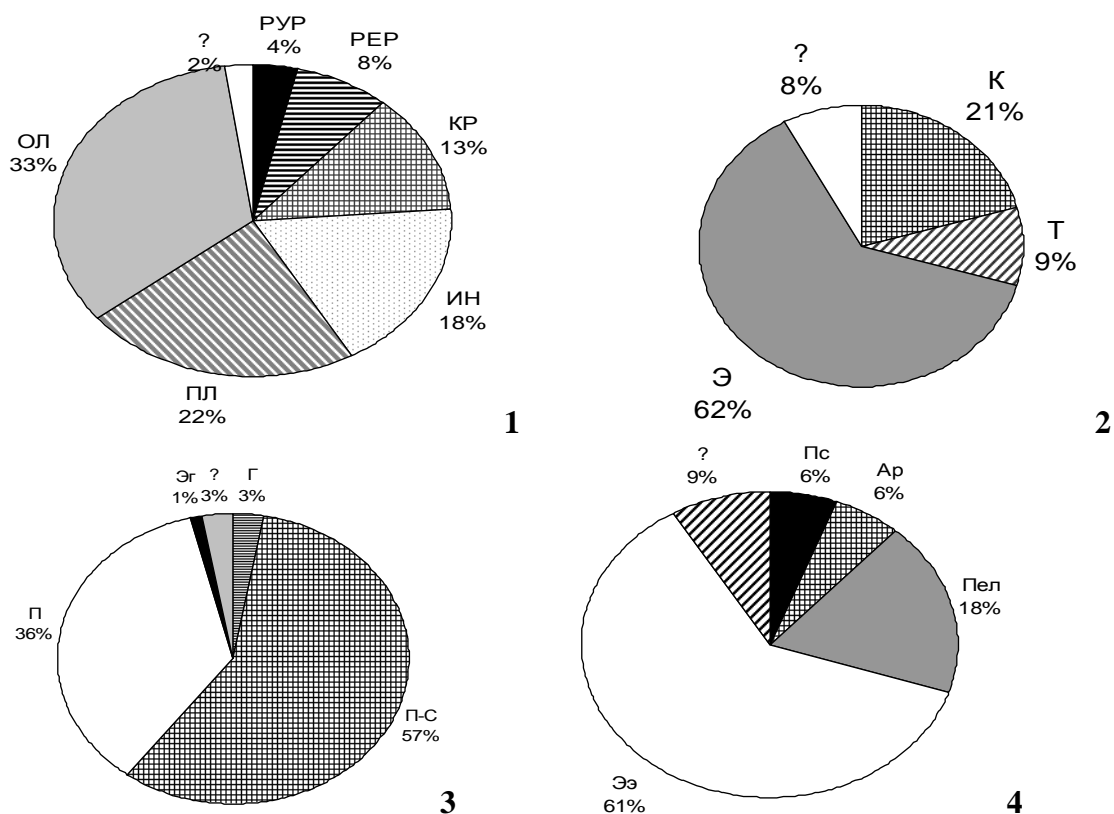 ?
2%
РУР
4%
РЕР
8%
КР
13%
ИН
18%
ПЛ
22%
ОЛ
33%
1
?
8%
К
21%
Т
9%
Э
62%
2
Эг
1%
?
3%
Г
3%
П-С
57%
П
36%
3
?
9%
Пс
6%
Ар
6%
Пел
18%
Ээ
61%
4